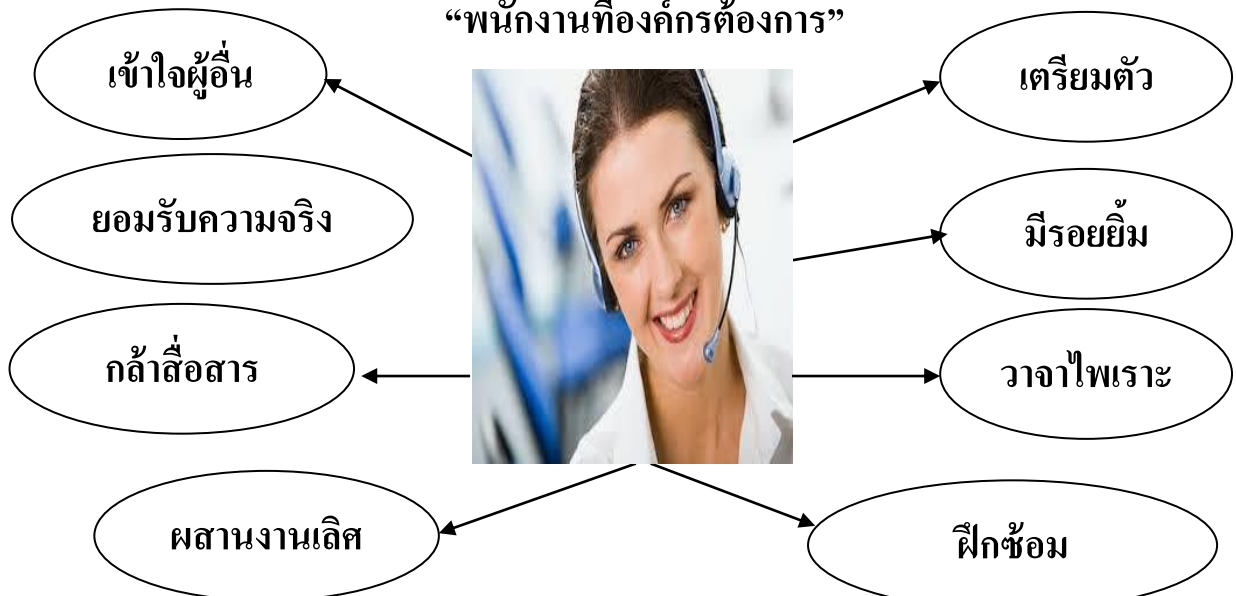 “พนักงานที่องค์กรต้องการ”
เข้าใจผู้อื่น
เตรียมตัว
ยอมรับความจริง
มีรอยยิ้ม
กล้าสื่อสาร
วาจาไพเราะ
ผสานงานเลิศ
ฝึกซ้อม